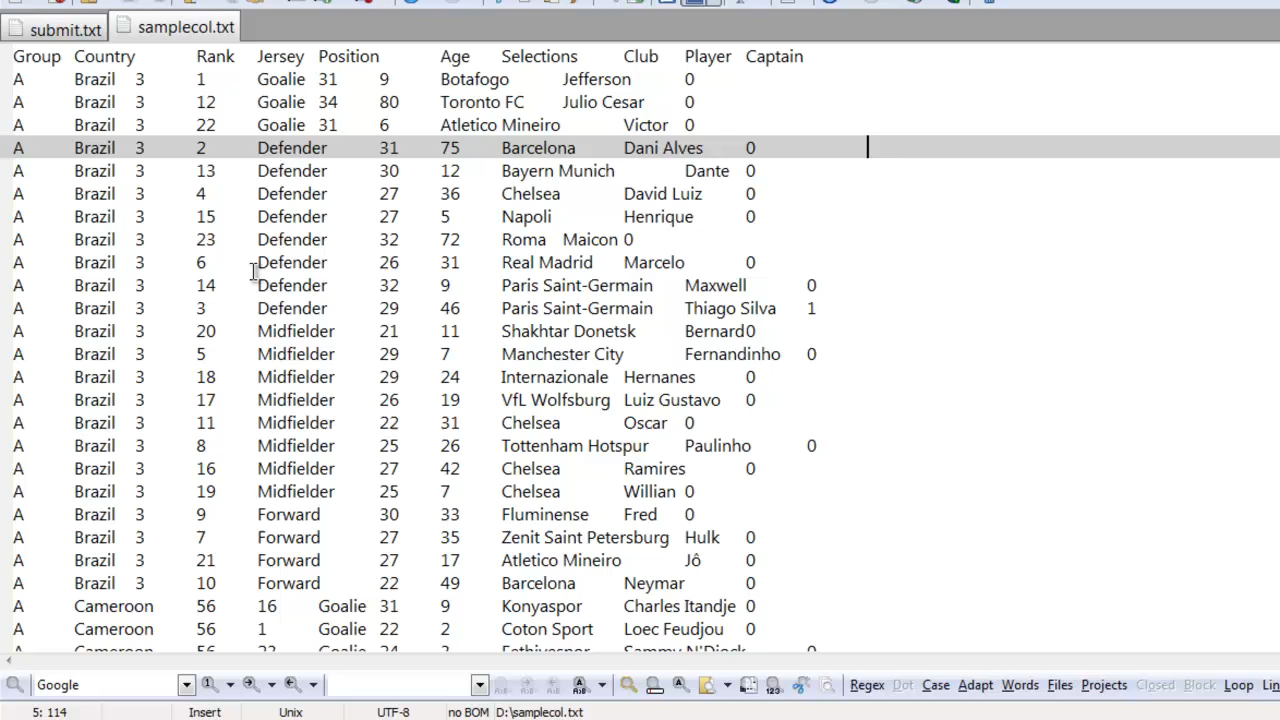 submit.txt samplecol.txt
Group Country Rank Jersey Position Age Selections Club Player Captain
A Brazil 3 1 Goalie 31 9 Botafogo Jefferson 0
A Brazil 3 12 Goalie 34 80 Toronto FC Julio Cesar 0
A Brazil 3 22 Goalie 31 6 Atletico Mineiro Victor 0
A Brazil 3 2 Defender 31 75 Barcelona Dani Alves 0
A Brazil 3 13 Defender 30 12 Bayern Munich Dante 0
A Brazil 3 4 Defender 27 36 Chelsea David Luiz 0
A Brazil 3 15 Defender 27 5 Napoli Henrique 0
A Brazil 3 23 Defender 32 72 Roma Maicon 0
A Brazil 3 6 Defender 26 31 Real Madrid Marcelo 0
A Brazil 3 14 Defender 32 9 Paris Saint-Germain Maxwell 0
A Brazil 3 3 Defender 29 46 Paris Saint-Germain Thiago Silva 1
A Brazil 3 20 Midfielder 21 11 Shakhtar Donetsk Bernard0
A Brazil 3 5 Midfielder 29 7 Manchester City Fernandinho 0
A Brazil 3 18 Midfielder 29 24 Internazionale Hernanes 0
A Brazil 3 17 Midfielder 26 19 VfL Wolfsburg Luiz Gustavo 0
A Brazil 3 11 Midfielder 22 31 Chelsea Oscar 0
A Brazil 3 8 Midfielder 25 26 Tottenham Hotspur Paulinho 0
A Brazil 3 16 Midfielder 27 42 Chelsea Ramires 0
A Brazil 3 19 Midfielder 25 7 Chelsea Willian 0
A Brazil 3 9 Forward 30 33 Fluminense Fred 0
A Brazil 3 7 Forward 27 35 Zenit Saint Petersburg Hulk 0
A Brazil 3 21 Forward 27 17 Atletico Mineiro Jô 0
A Brazil 3 10 Forward 22 49 Barcelona Neymar 0
A Cameroon 56 16 Goalie 31 9 Konyaspor Charles Itandje 0
A Cameroon 56 1 Goalie 22 2 Coton Sport Loec Feudjou 0
A Cameroon 56 23 Goalie 24 Fethiyespor Sammy N'Djock 0
Google Regex Dot Case Adapt Words Files Projects Closed Block Loop
5: 114 Insert Unix UTF-8 no BOM D:\samplecol.txt